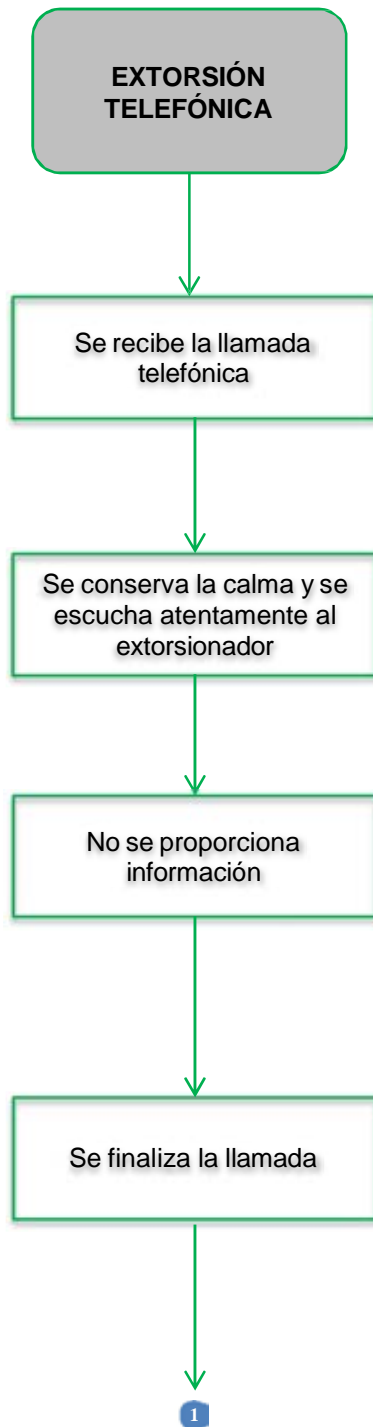 EXTORSIÓN
TELEFÓNICA
Se recibe la llamada
telefónica
Se conserva la calma y se
escucha atentamente al
extorsionador
No se proporciona
información
Se finaliza la llamada
1